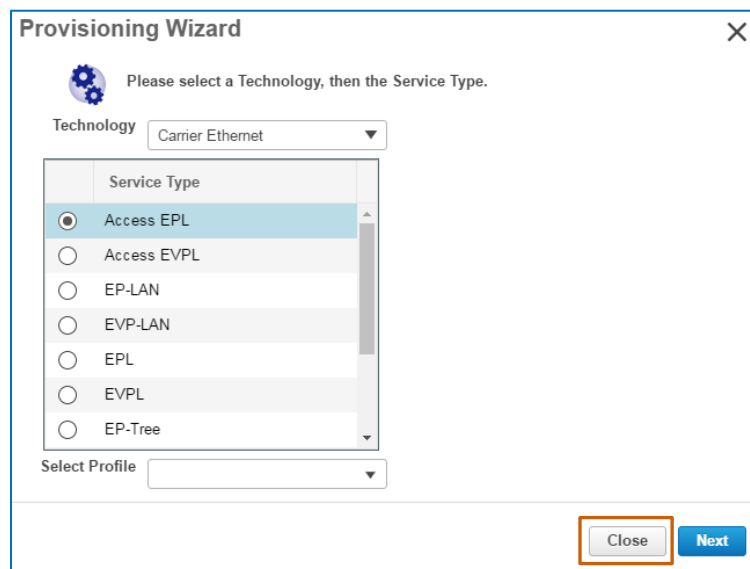 Provisioning Wizard
Please select a Technology, then the Service Type.
Technology Carrier Ethernet
Service Type
Access EPL
Access EVPL
EP-LAN
EVP-LAN
EPL
EVPL
EP-Tree
Select Profile
Close Next